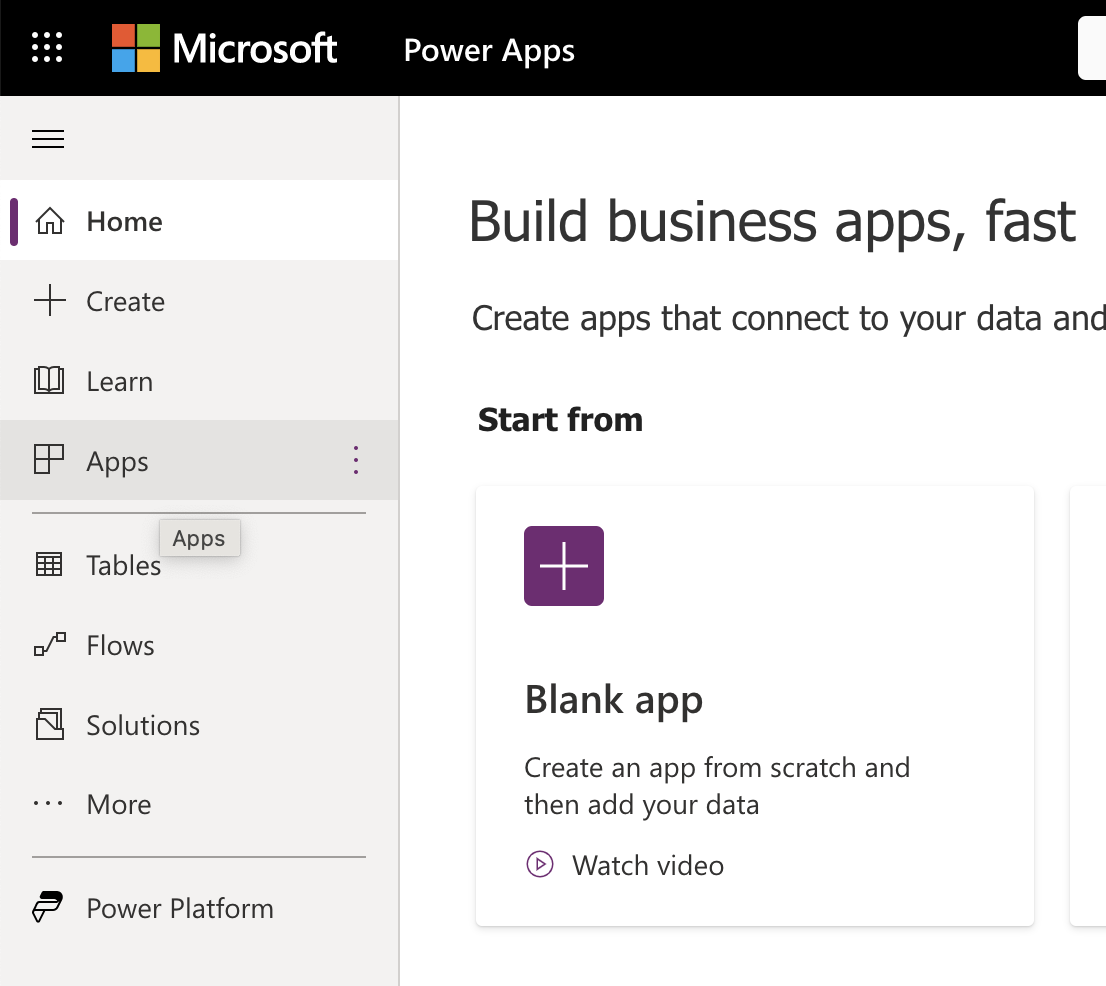 Microsoft
Power Apps
Home
Create
Learn
Apps
Apps
Tables
Flows
Solutions
More
Power Platform
Build business apps, fast
Create apps that connect to your data and
Start from
Blank app
Create an app from scratch and
then add your data
Watch video